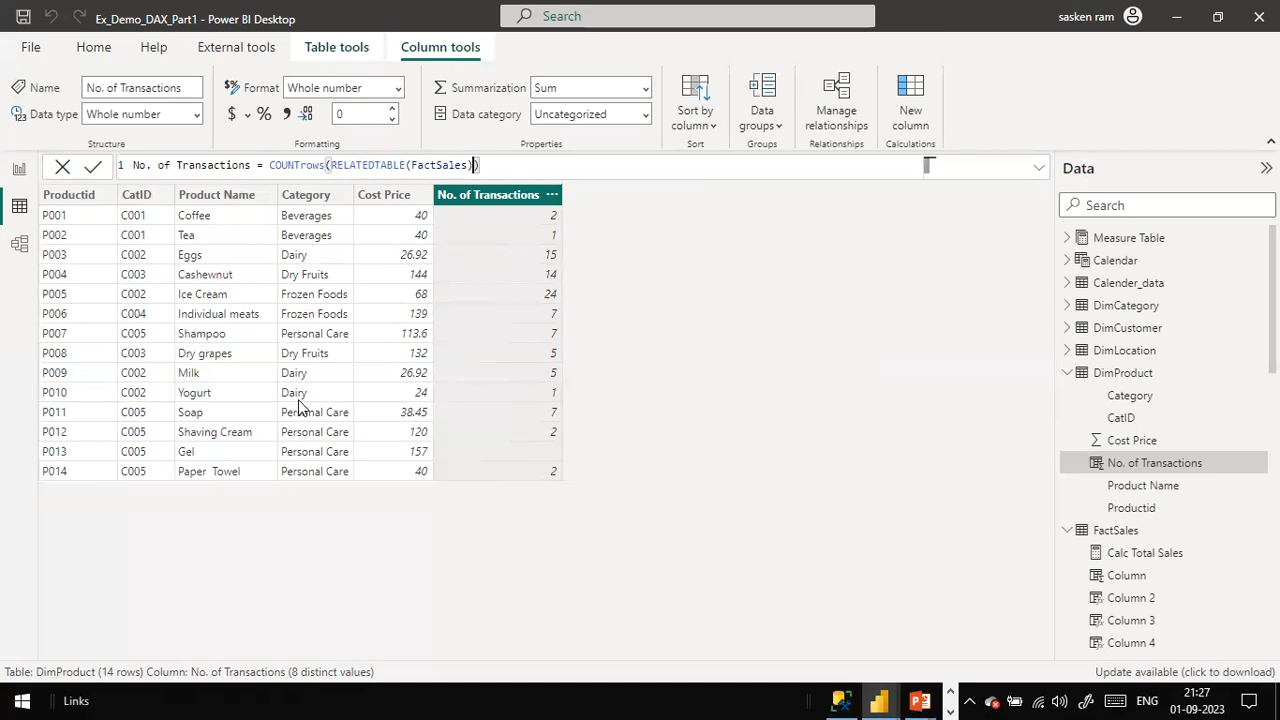 Ex_Demo_DAX_Part1 - Power BI Desktop
Search
sasken ram
File Home Help External tools Table tools Column tools
Name No. of Transactions
Data type Whole number
Structure
Format Whole number
$ % 0
Formatting
Summarization Sum
Data category Uncategorized
Properties
Sort by column
Sort
Data groups
Groups
Manage relationships
Relationships
New column
Calculations
1 No. of Transactions = COUNTrows(RELATEDTABLE(FactSales))
Productid CatID Product Name Category Cost Price No. of Transactions
P001 C001 Coffee Beverages 40 2
P002 C001 Tea Beverages 40 1
P003 C002 Eggs Dairy 26.92 15
P004 C003 Cashewnut Dry Fruits 144 14
P005 C002 Ice Cream Frozen Foods 68 24
P006 C004 Individual meats Frozen Foods 139 7
P007 C005 Shampoo Personal Care 113.6 7
P008 C003 Dry grapes Dry Fruits 132 5
P009 C002 Milk Dairy 26.92 5
P010 C002 Yogurt Dairy 24 1
P011 C005 Soap Personal Care 38.45 7
P012 C005 Shaving Cream Personal Care 120 2
P013 C005 Gel Personal Care 157
P014 C005 Paper Towel Personal Care 40 2
Data
Search
Measure Table
Calendar
Calender_data
DimCategory
DimCustomer
DimLocation
DimProduct
Category
CatID
Cost Price
No. of Transactions
Product Name
Productid
FactSales
Calc Total Sales
Column
Column 2
Column 3
Column 4
Table: DimProduct (14 rows) Column: No. of Transactions (8 distinct values)
Update available (click to download)
Links
ENG
21:27
01-09-2023